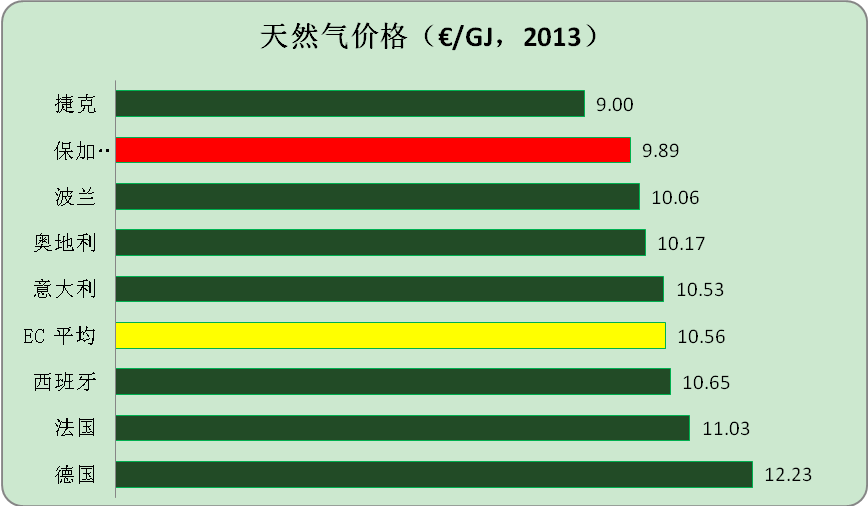 天然气价格（€/GJ，2013）
捷克 9.00
保加·· 9.89
波兰 10.06
奥地利 10.17
意大利 10.53
EC 平均 10.56
西班牙 10.65
法国 11.03
德国 12.23